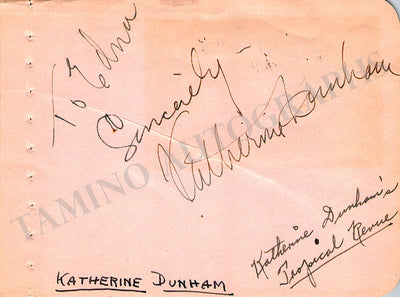 To Edna
Sincerely
Katherine Dunham
TAMINO AUTOGRAPHS
Katherine Dunham's
Tropical Revue
KATHERINE DUNHAM